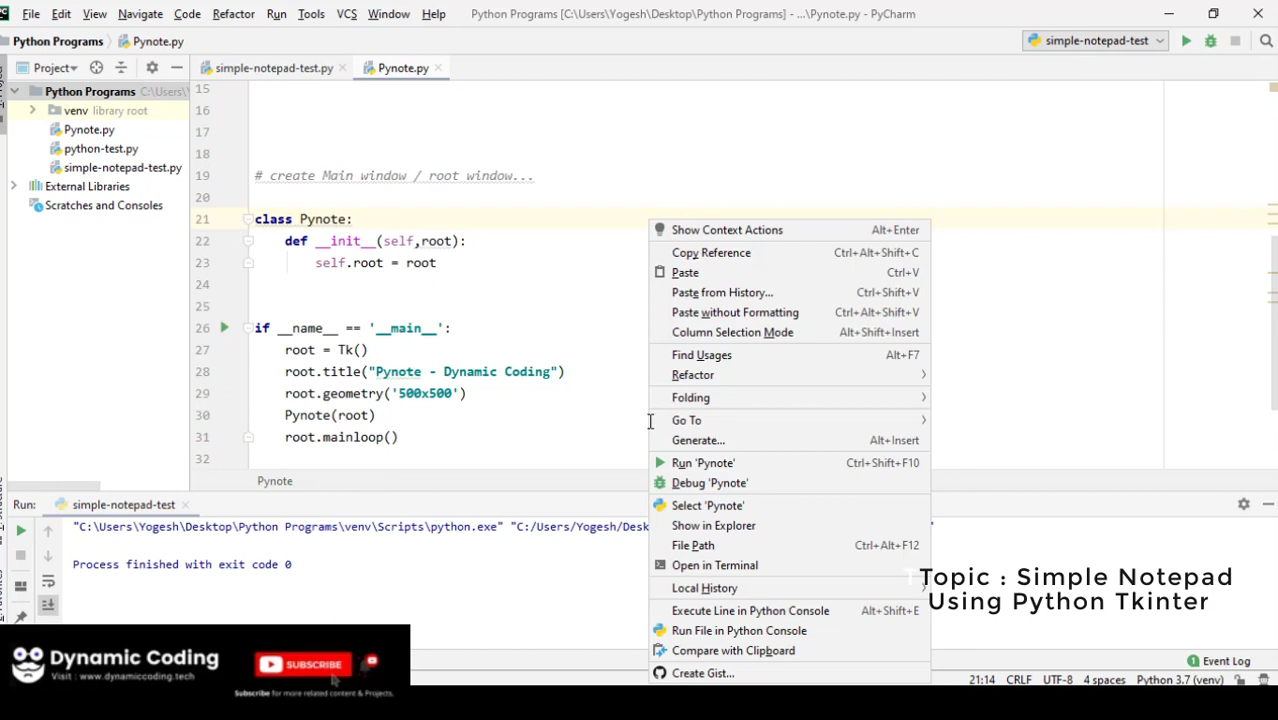 File Edit View Navigate Code Refactor Run Tools VCS Window Help Python Programs [C:\Users\Yogesh\Desktop\Python Programs] - ...\Pynote.py - PyCharm
Python Programs Pynote.py simple-notepad-test
Project simple-notepad-test.py Pynote.py
Python Programs C:\Users\Y
venv library root
Pynote.py
python-test.py
simple-notepad-test.py
External Libraries
Scratches and Consoles
15
16
17
18
19 # create Main window / root window...
20
21 class Pynote:
22 def __init__(self,root):
23 self.root = root
24
25
26 if __name__ == '__main__':
27 root = Tk()
28 root.title("Pynote - Dynamic Coding")
29 root.geometry('500x500')
30 Pynote(root)
31 root.mainloop()
32
Pynote
Show Context Actions Alt+Enter
Copy Reference Ctrl+Alt+Shift+C
Paste Ctrl+V
Paste from History... Ctrl+Shift+V
Paste without Formatting Ctrl+Alt+Shift+V
Column Selection Mode Alt+Shift+Insert
Find Usages Alt+F7
Refactor
Folding
Go To
Generate... Alt+Insert
Run 'Pynote' Ctrl+Shift+F10
Debug 'Pynote'
Select 'Pynote'
Show in Explorer
File Path Ctrl+Alt+F12
Open in Terminal
Local History
Execute Line in Python Console Alt+Shift+E
Run File in Python Console
Compare with Clipboard
Create Gist...
Run: simple-notepad-test
"C:\Users\Yogesh\Desktop\Python Programs\venv\Scripts\python.exe" "C:/Users/Yogesh/Desk
Process finished with exit code 0
Topic : Simple Notepad
Using Python Tkinter
Dynamic Coding
Visit : www.dynamiccoding.tech
SUBSCRIBE
Subscribe for more related content & Projects.
Event Log
21:14 CRLF UTF-8 4 spaces Python 3.7 (venv)